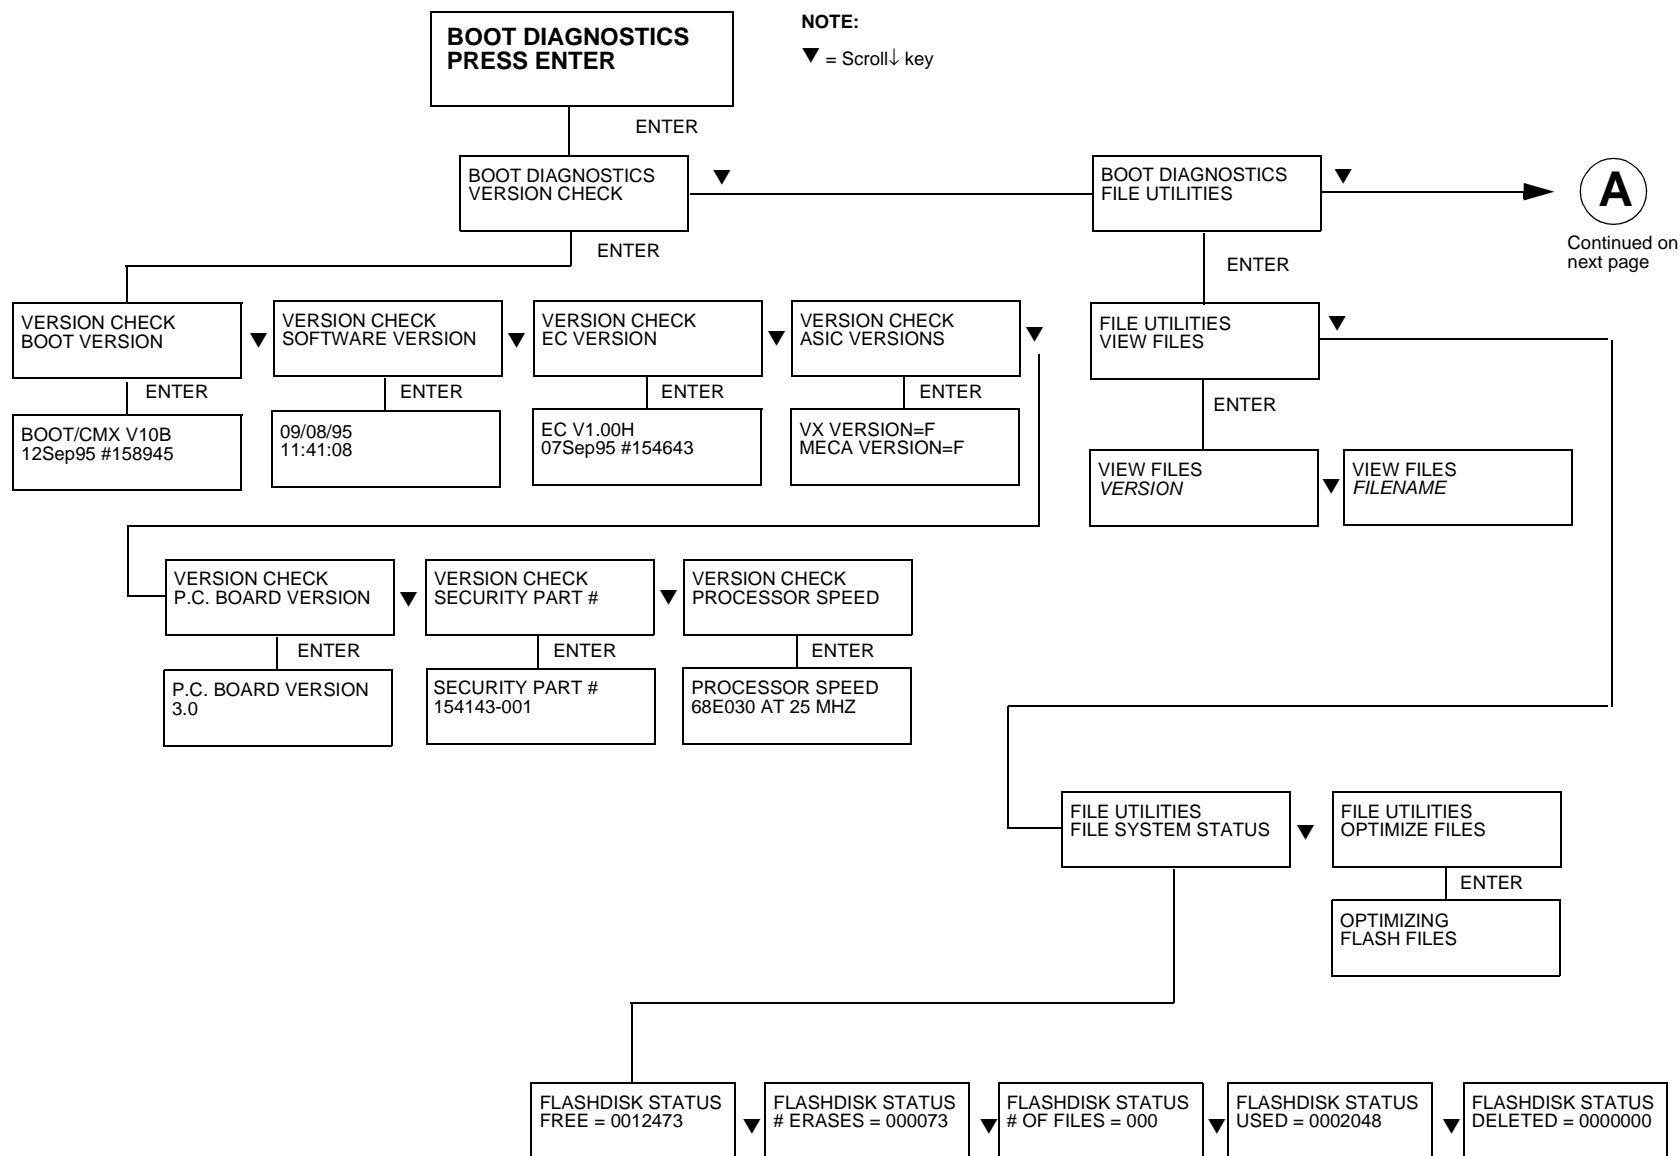 BOOT DIAGNOSTICS
PRESS ENTER
NOTE:
▼ = Scroll↓ key
ENTER
BOOT DIAGNOSTICS
VERSION CHECK
▼
BOOT DIAGNOSTICS
FILE UTILITIES
▼
A
Continued on
next page
ENTER
ENTER
VERSION CHECK
BOOT VERSION
▼
VERSION CHECK
SOFTWARE VERSION
▼
VERSION CHECK
EC VERSION
▼
VERSION CHECK
ASIC VERSIONS
▼
FILE UTILITIES
VIEW FILES
▼
ENTER
ENTER
ENTER
ENTER
ENTER
BOOT/CMX V10B
12Sep95 #158945
09/08/95
11:41:08
EC V1.00H
07Sep95 #154643
VX VERSION=F
MECA VERSION=F
VIEW FILES
VERSION
▼
VIEW FILES
FILENAME
VERSION CHECK
P.C. BOARD VERSION
▼
VERSION CHECK
SECURITY PART #
▼
VERSION CHECK
PROCESSOR SPEED
ENTER
ENTER
ENTER
P.C. BOARD VERSION
3.0
SECURITY PART #
154143-001
PROCESSOR SPEED
68E030 AT 25 MHZ
FILE UTILITIES
FILE SYSTEM STATUS
▼
FILE UTILITIES
OPTIMIZE FILES
ENTER
OPTIMIZING
FLASH FILES
FLASHDISK STATUS
FREE = 0012473
▼
FLASHDISK STATUS
# ERASES = 000073
▼
FLASHDISK STATUS
# OF FILES = 000
▼
FLASHDISK STATUS
USED = 0002048
▼
FLASHDISK STATUS
DELETED = 0000000